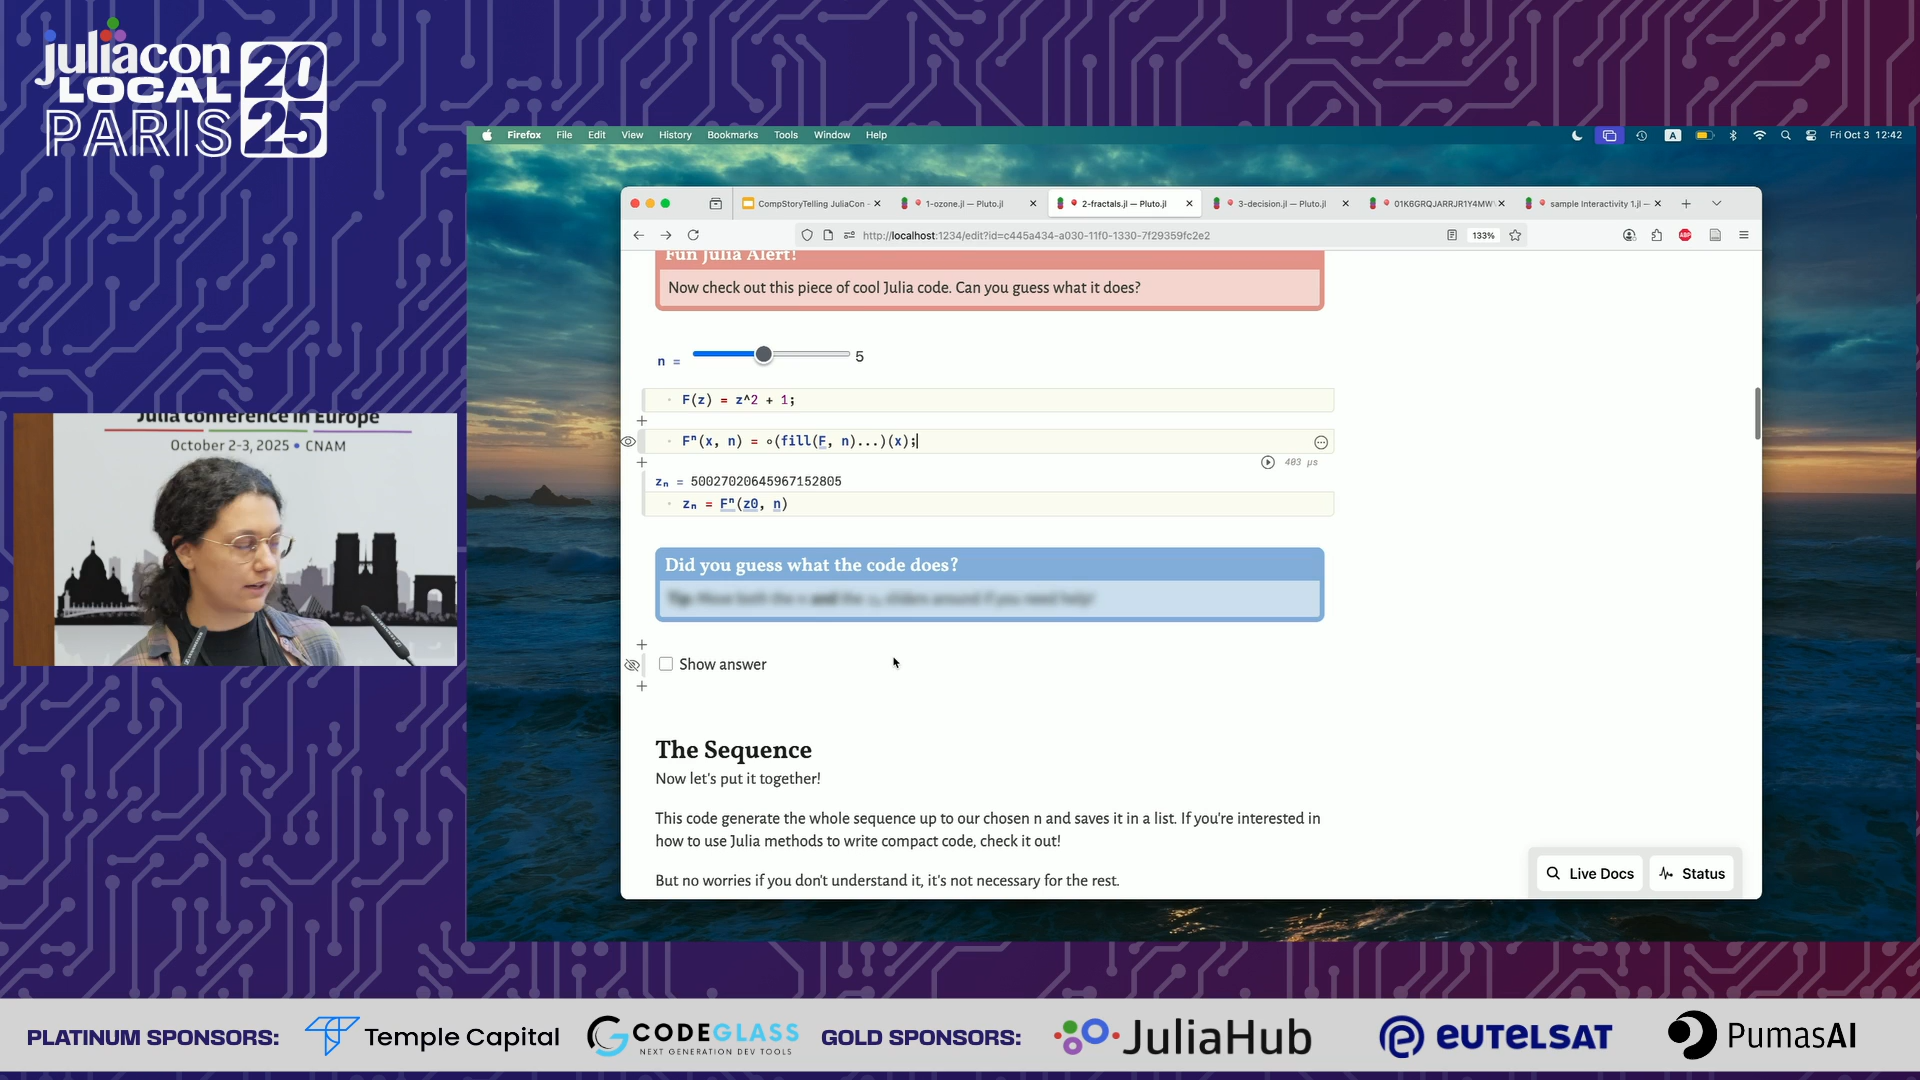 juliacon
LOCAL
PARIS
20
25
Firefox File Edit View History Bookmarks Tools Window Help
A
Fri Oct 3 12:42
CompStoryTelling JuliaCon -
1-ozone.jl — Pluto.jl
2-fractals.jl — Pluto.jl
3-decision.jl — Pluto.jl
sample Interactivity 1.jl —
http://localhost:1234/edit?id=c445a434-a030-11f0-1330-7f29359fc2e2
133%
ABP
Fun Julia Alert!
Now check out this piece of cool Julia code. Can you guess what it does?
n = 5
F(z) = z^2 + 1;
Fⁿ(x, n) = ∘(fill(F, n)...)(x);
403 μs
zₙ = 50027020645967152805
zₙ = Fⁿ(z0, n)
Did you guess what the code does?
Show answer
The Sequence
Now let's put it together!
This code generate the whole sequence up to our chosen n and saves it in a list. If you're interested in
how to use Julia methods to write compact code, check it out!
But no worries if you don't understand it, it's not necessary for the rest.
Live Docs
Status
Julia conference in Europe
October 2-3, 2025 • CNAM
PLATINUM SPONSORS: Temple Capital CODEGLASS GOLD SPONSORS: JuliaHub EUTELSAT PumasAI
NEXT GENERATION DEV TOOLS